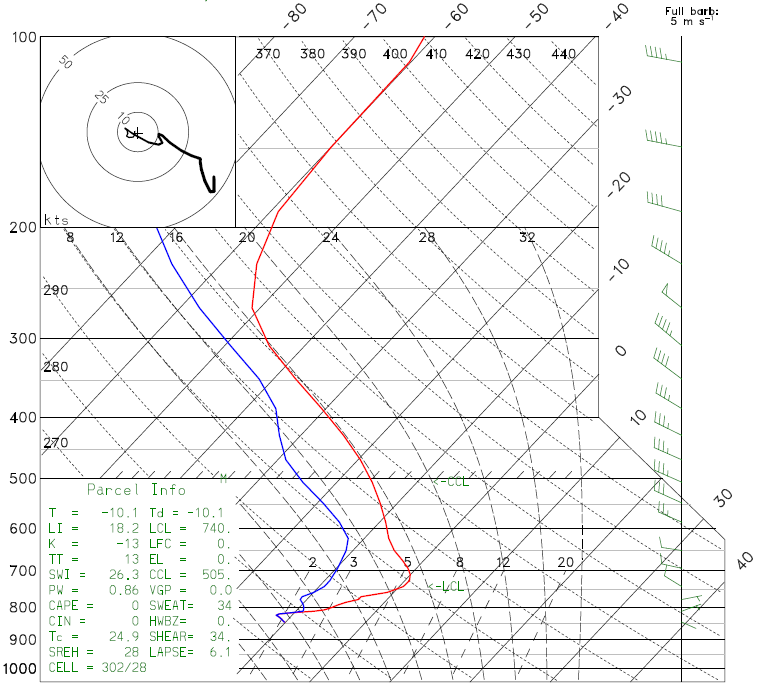 -80 -70 -60 -50 -40
Full barb:
5 m s⁻¹
100
370 380 390 400 410 420 430 440
50
25
10
-30
-20
kts
200
8 12 16 20 24 28 32
-10
290
300
0
280
400
10
270
500
M
<-CCL
30
Parcel Info
T = -10.1 Td = -10.1
LI = 18.2 LCL = 740.
K = -13 LFC = 0.
TT = 13 EL = 0.
SWI = 26.3 CCL = 505.
PW = 0.86 VGP = 0.0
CAPE = 0 SWEAT= 34
CIN = 0 HWBZ= 0.
Tc = 24.9 SHEAR= 34.
SREH = 28 LAPSE= 6.1
CELL = 302/28
600
40
2 3 5 8 12 20
700
<-LCL
800
900
1000